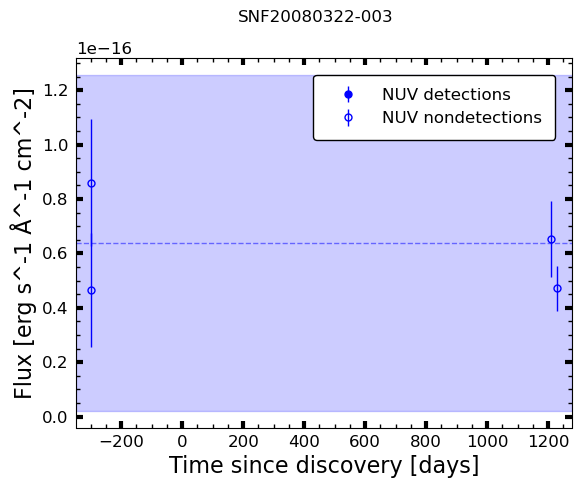 SNF20080322-003
1e−16
NUV detections
NUV nondetections
1.2
1.0
0.8
0.6
0.4
0.2
0.0
Flux [erg s^-1 Å^-1 cm^-2]
−200 0 200 400 600 800 1000 1200
Time since discovery [days]